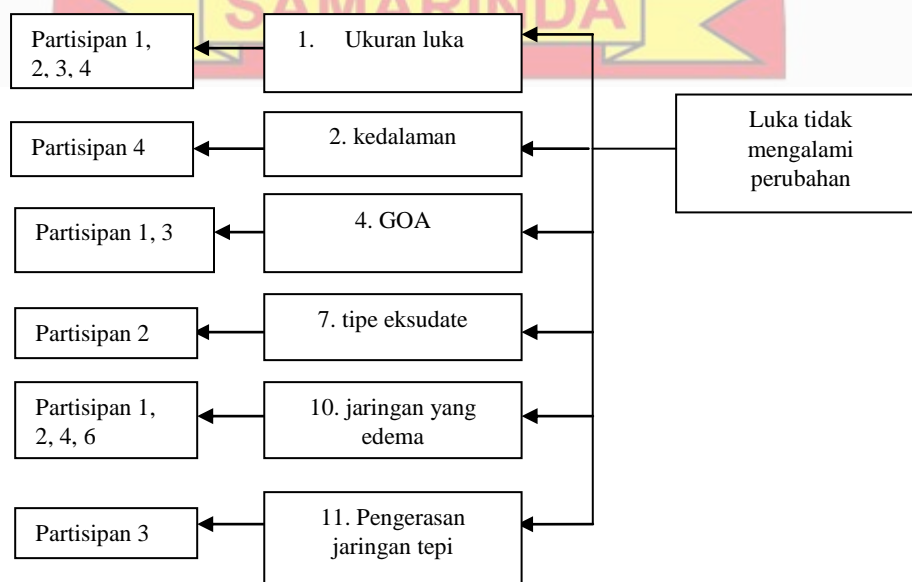 SAMARINDA
Partisipan 1,
2, 3, 4
1. Ukuran luka
Partisipan 4
2. kedalaman
Luka tidak
mengalami
perubahan
Partisipan 1, 3
4. GOA
Partisipan 2
7. tipe eksudate
Partisipan 1,
2, 4, 6
10. jaringan yang
edema
Partisipan 3
11. Pengerasan
jaringan tepi